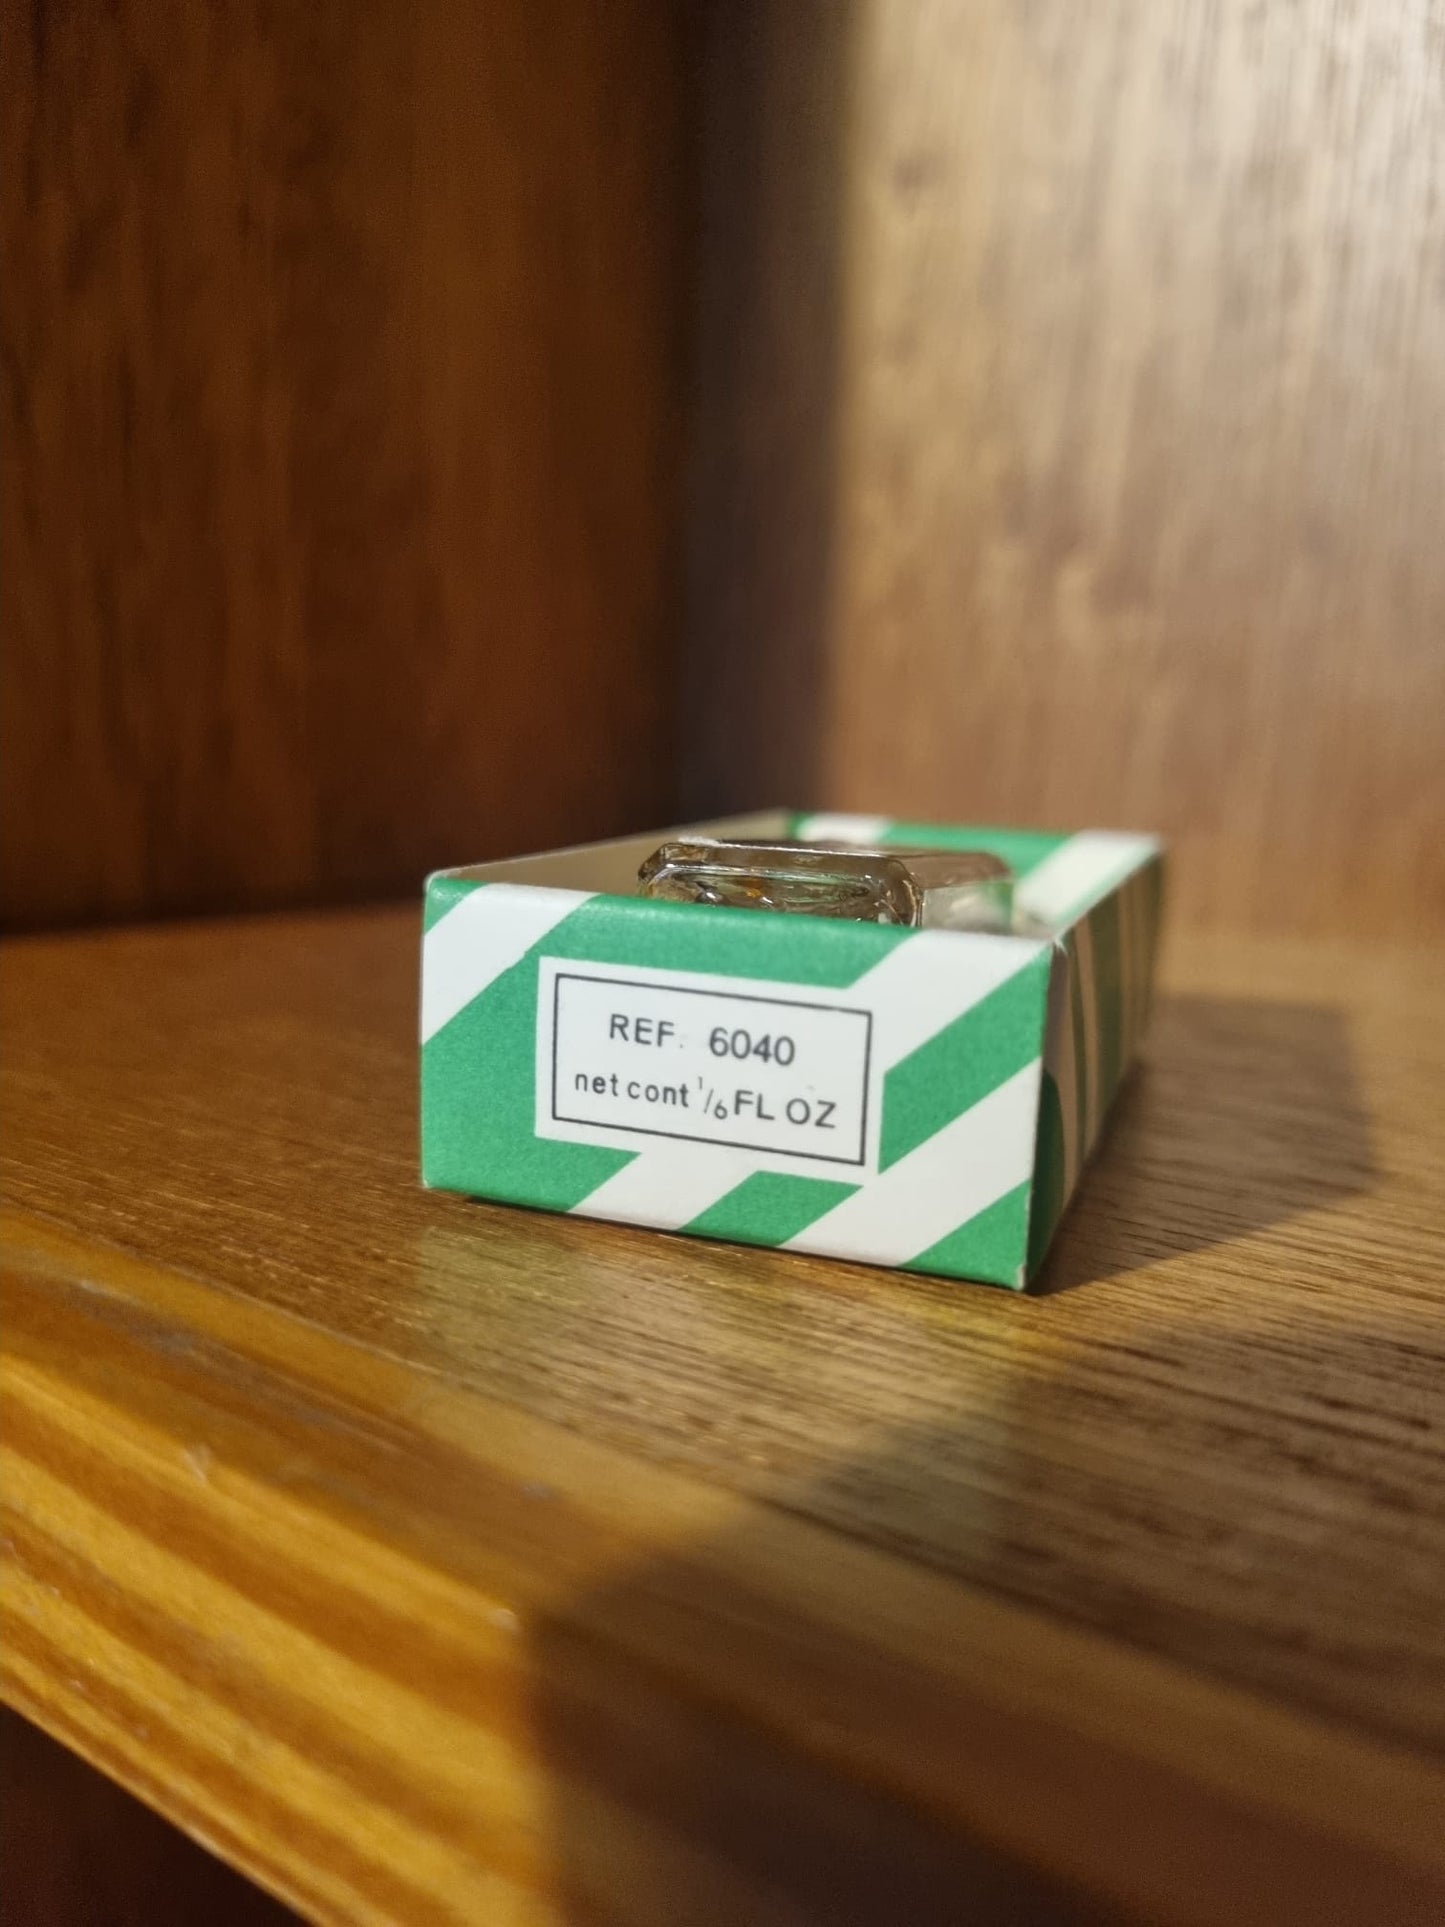 REF. 6040
net cont 1/6 FL OZ